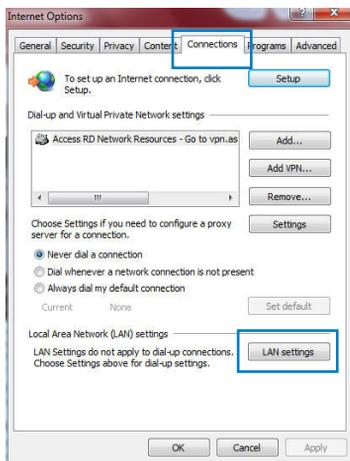 Internet Options
General Security Privacy Content Connections Programs Advanced
To set up an Internet connection, click
Setup.
Setup
Dial-up and Virtual Private Network settings
Access RD Network Resources - Go to vpn.as
Add...
Add VPN...
Remove...
Choose Settings if you need to configure a proxy
server for a connection.
Settings
Never dial a connection
Dial whenever a network connection is not present
Always dial my default connection
Current None
Set default
Local Area Network (LAN) settings
LAN Settings do not apply to dial-up connections.
Choose Settings above for dial-up settings.
LAN settings
OK Cancel Apply